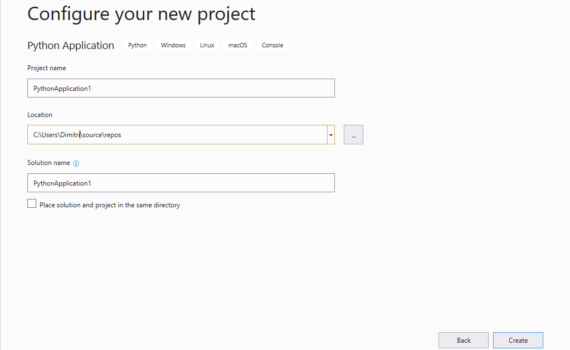 Configure your new project
Python Application Python Windows Linux macOS Console
Project name
PythonApplication1
Location
C:\Users\Dimitri\source\repos
...
Solution name
PythonApplication1
Place solution and project in the same directory
Back Create